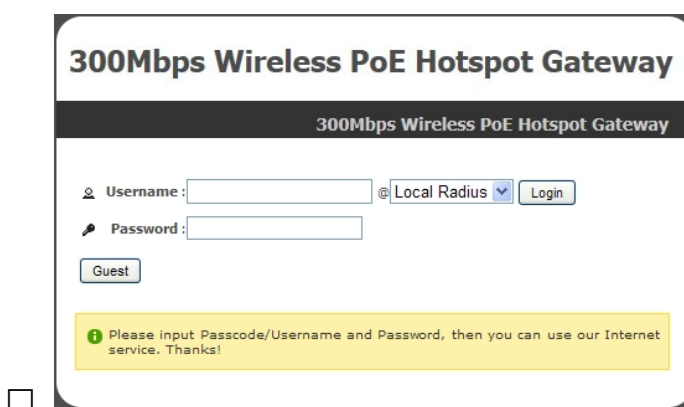 300Mbps Wireless PoE Hotspot Gateway
300Mbps Wireless PoE Hotspot Gateway
Username : @ Local Radius Login
Password :
Guest
Please input Passcode/Username and Password, then you can use our Internet
service. Thanks!